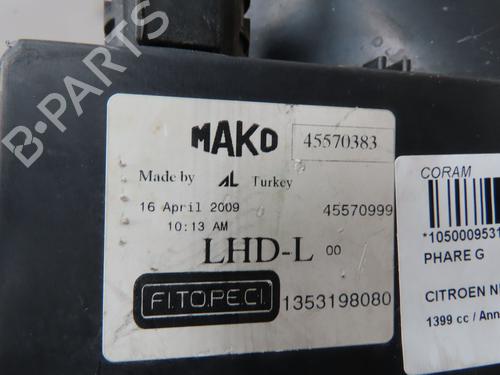 MAKO
45570383
Made by AL Turkey
16 April 2009
45570999
10:13 AM
LHD-L 00
F.I.T.O.P.E.C.I.
1353198080
CORAM
*1050009531
PHARE G
CITROEN N
1399 cc / Ann
B-PARTS